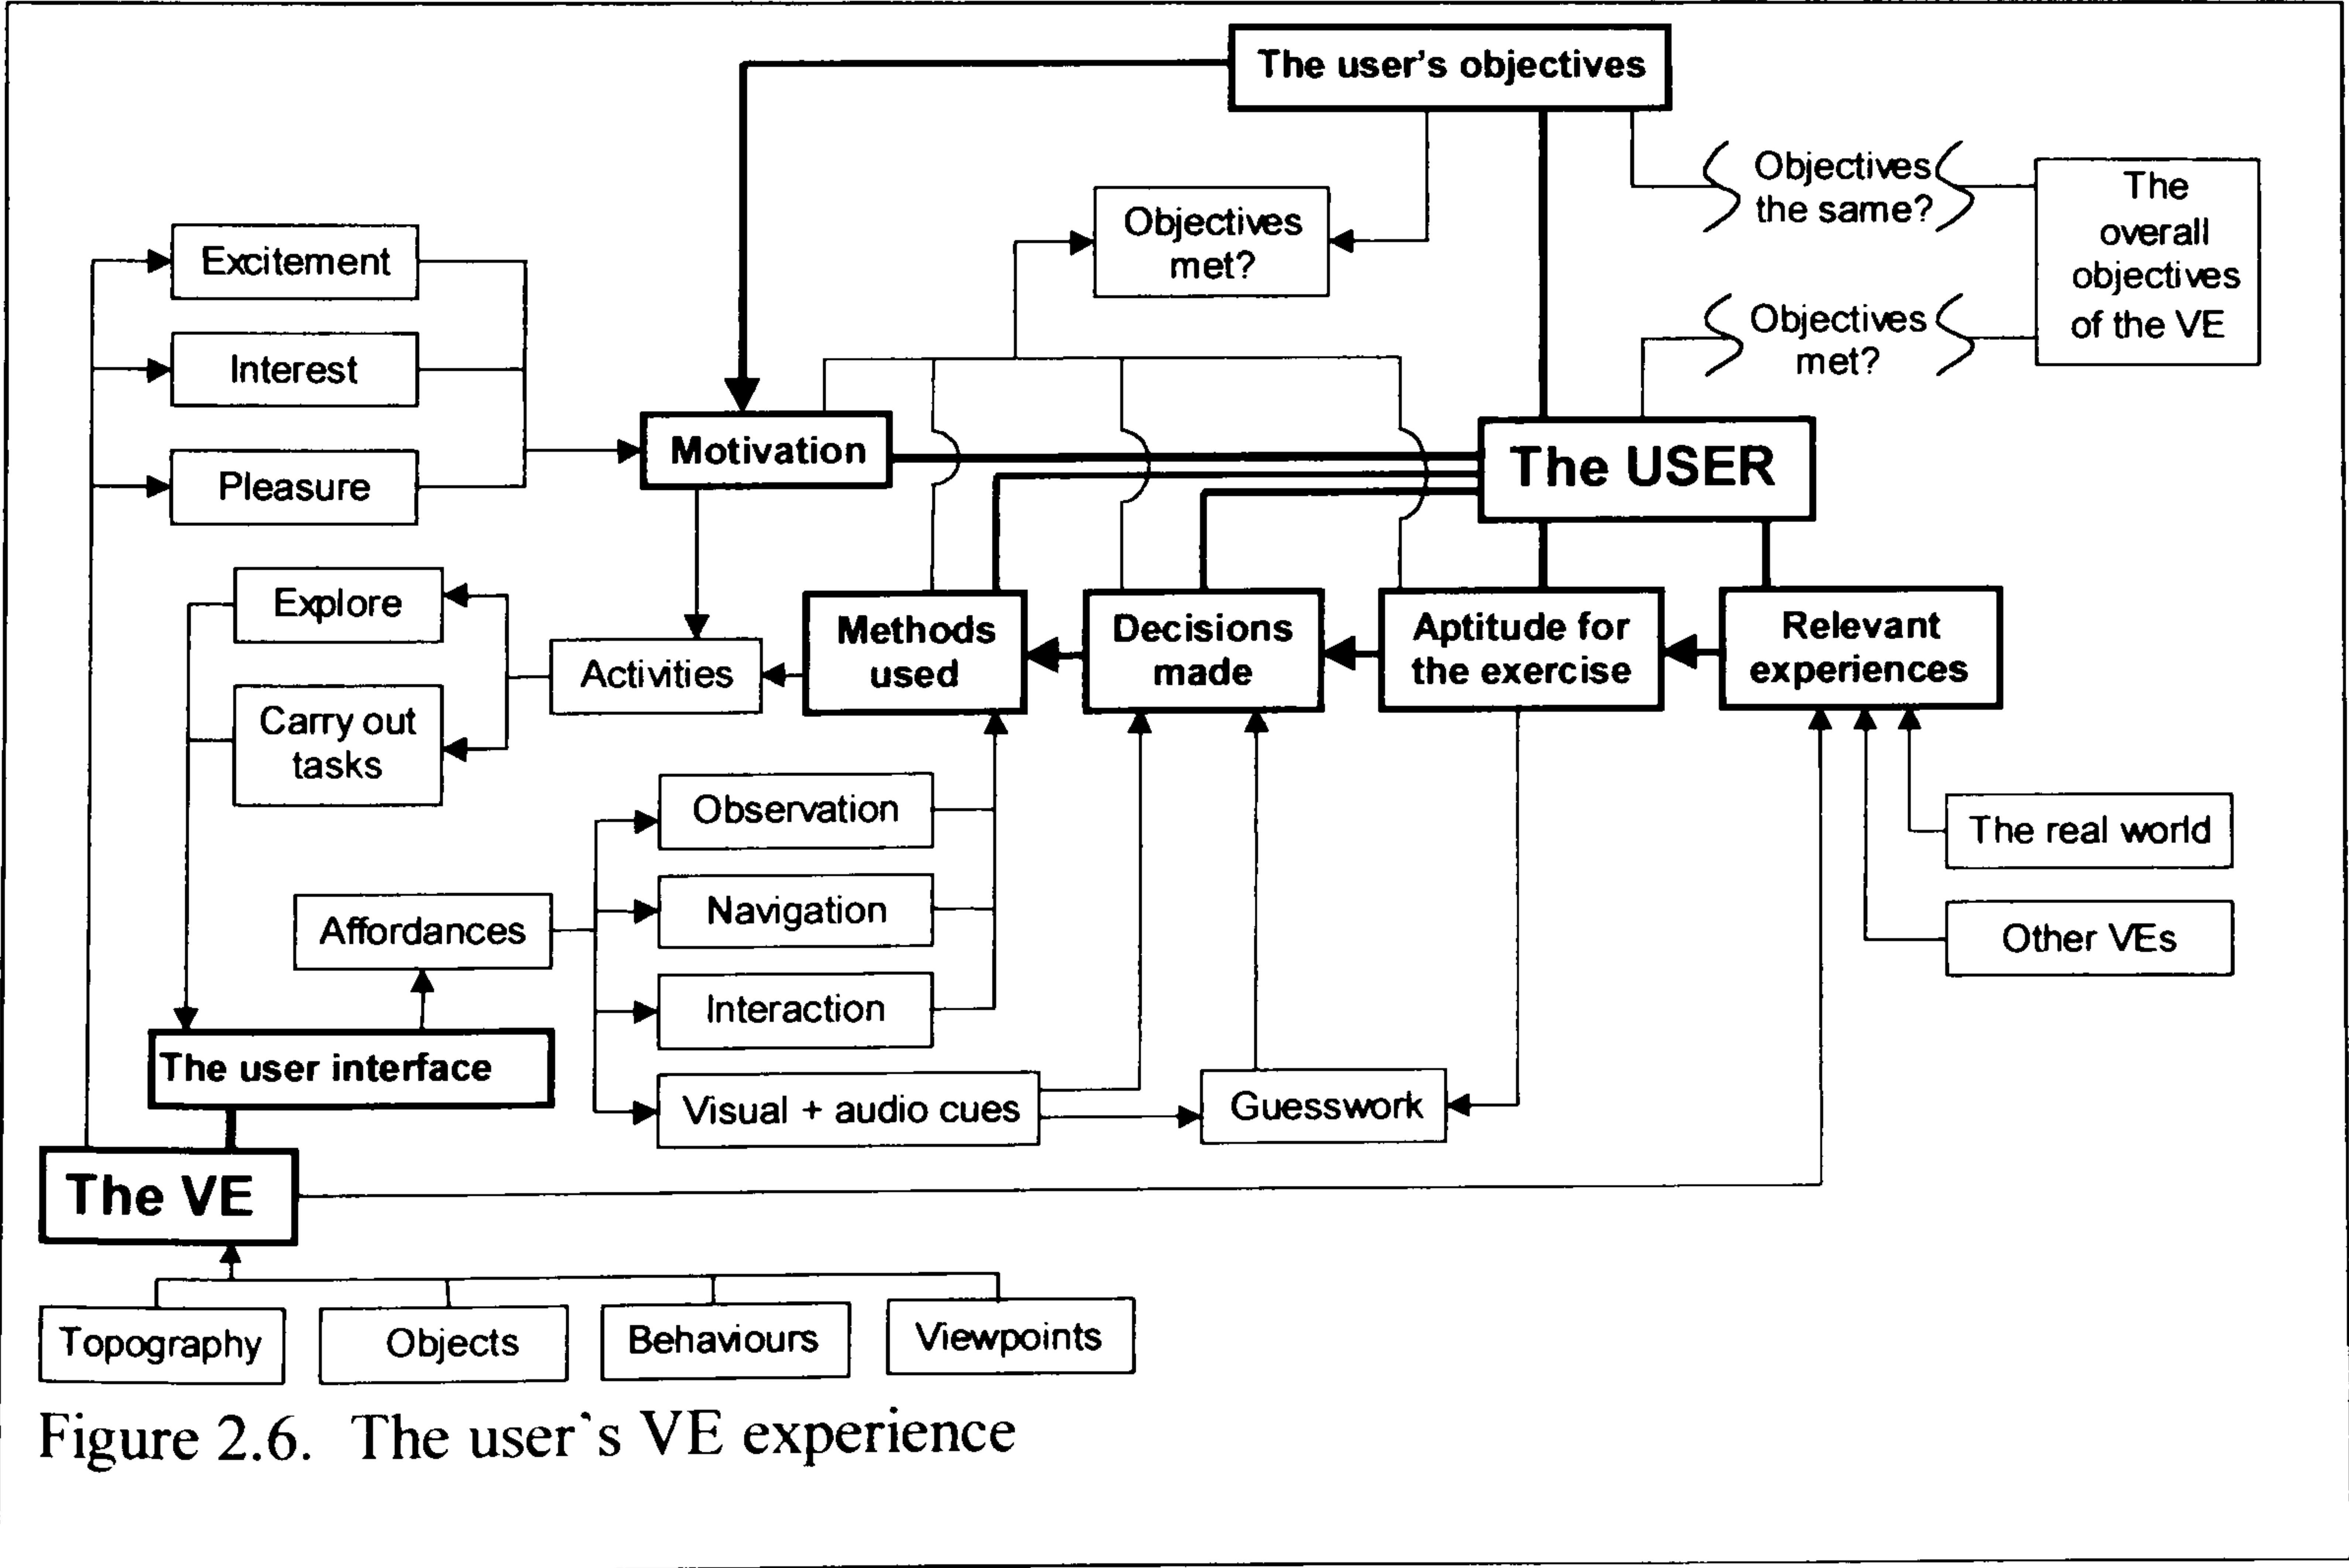 The user's objectives
Objectives
the same?
The
overall
objectives
of the VE
Objectives
met?
Excitement
Objectives
met?
Interest
Motivation
The USER
Pleasure
Explore
Methods
used
Decisions
made
Aptitude for
the exercise
Relevant
experiences
Activities
Carry out
tasks
Observation
The real world
Navigation
Affordances
Other VEs
Interaction
The user interface
Visual + audio cues
Guesswork
The VE
Topography
Objects
Behaviours
Viewpoints
Figure 2.6. The user's VE experience